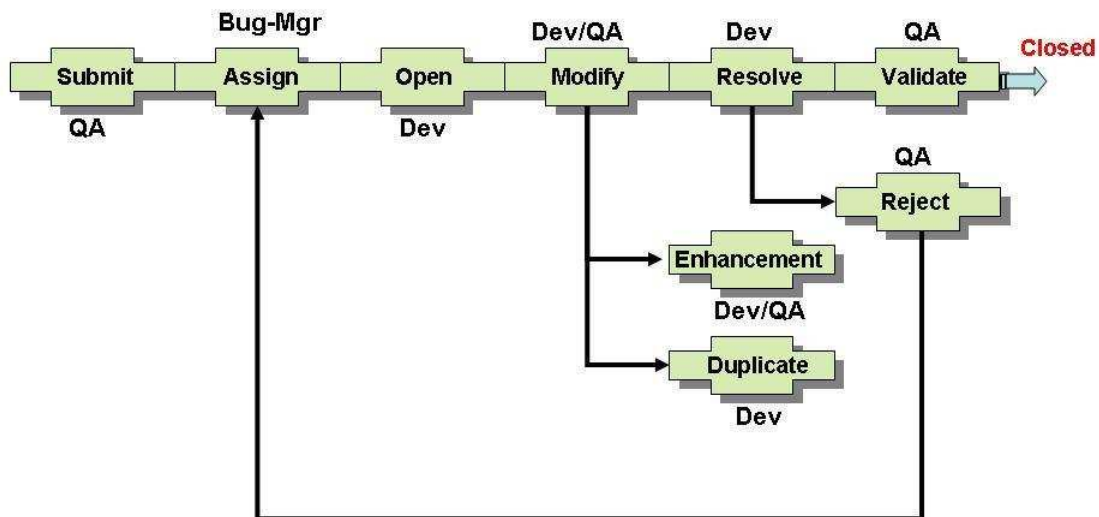 Bug-Mgr
Dev/QA
Dev
QA
Closed
Submit
Assign
Open
Modify
Resolve
Validate
QA
Dev
QA
Reject
Enhancement
Dev/QA
Duplicate
Dev